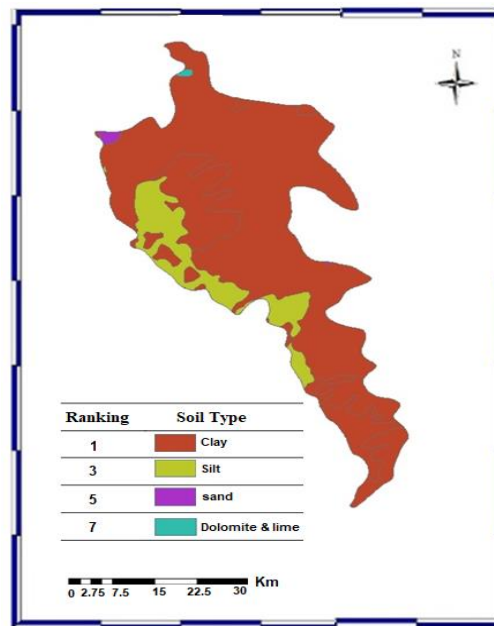 N
Ranking Soil Type
1 Clay
3 Silt
5 sand
7 Dolomite & lime
0 2.75 7.5 15 22.5 30 Km